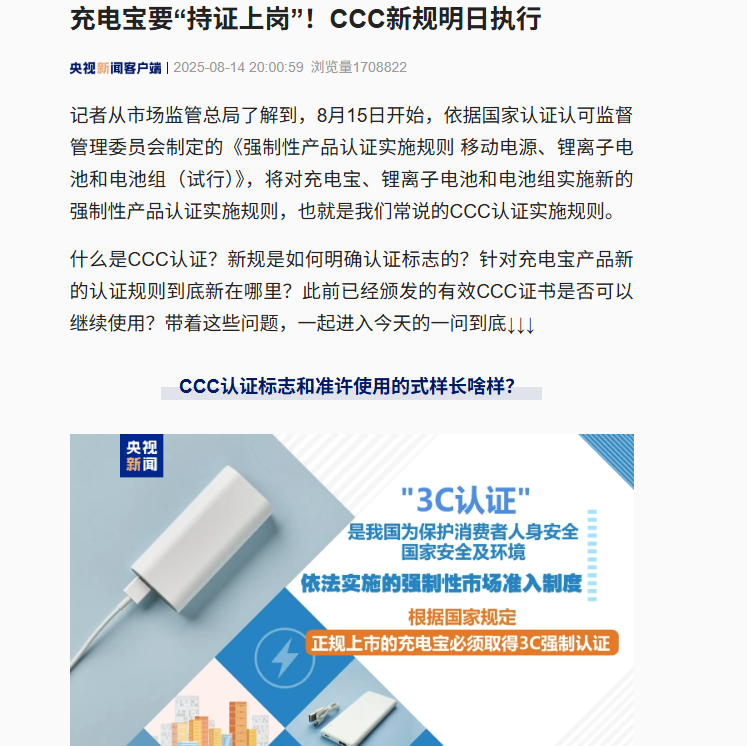 充电宝要“持证上岗”！CCC新规明日执行
央视新闻客户端 | 2025-08-14 20:00:59 浏览量1708822
记者从市场监管总局了解到，8月15日开始，依据国家认证认可监督
管理委员会制定的《强制性产品认证实施规则 移动电源、锂离子电
池和电池组（试行）》，将对充电宝、锂离子电池和电池组实施新的
强制性产品认证实施规则，也就是我们常说的CCC认证实施规则。
什么是CCC认证？新规是如何明确认证标志的？针对充电宝产品新
的认证规则到底新在哪里？此前已经颁发的有效CCC证书是否可以
继续使用？带着这些问题，一起进入今天的一问到底↓↓↓
CCC认证标志和准许使用的式样长啥样？
央视
新闻
"3C认证"
是我国为保护消费者人身安全
国家安全及环境
依法实施的强制性市场准入制度
根据国家规定
正规上市的充电宝必须取得3C强制认证